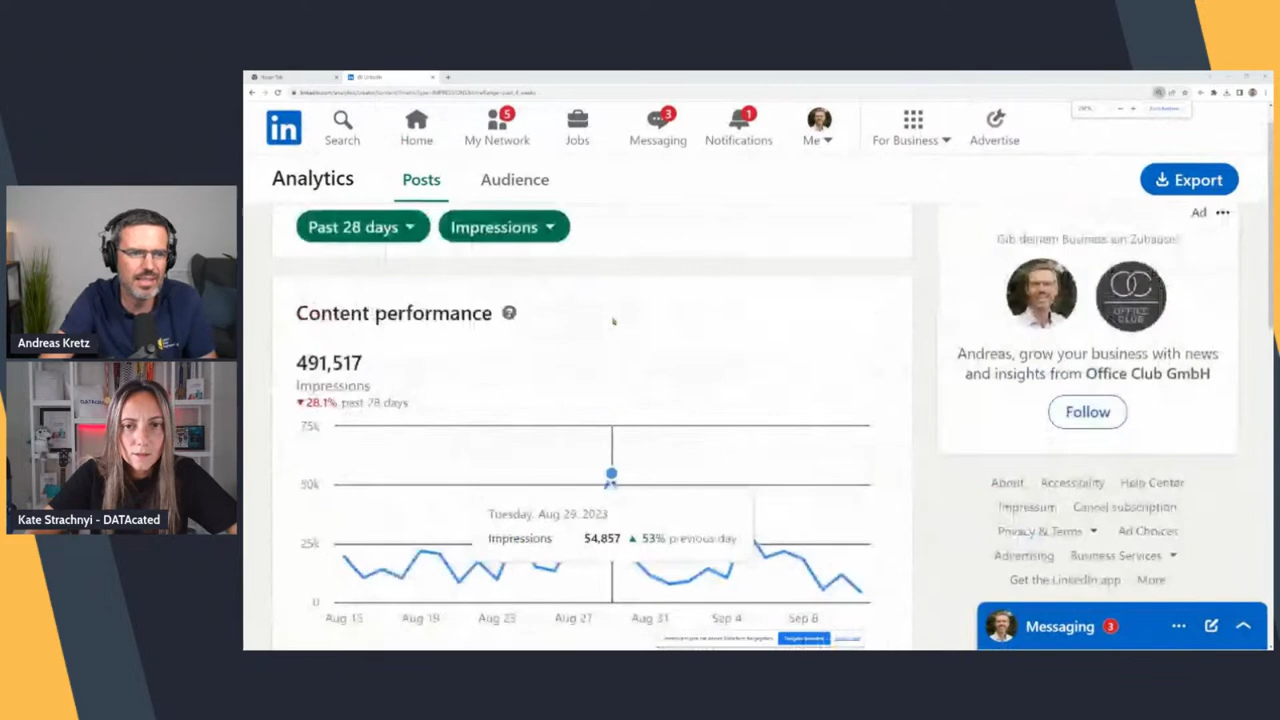 in
Search
Home
5
My Network
Jobs
3
Messaging
1
Notifications
Me
For Business
Advertise
Analytics
Posts
Audience
Export
Past 28 days
Impressions
Ad
Gib deinem Business ein Zuhause!
OC
OFFICE
CLUB
Andreas, grow your business with news
and insights from Office Club GmbH
Follow
Content performance
491,517
Impressions
28.1% past 28 days
75k
50k
25k
0
Tuesday, Aug 29, 2023
Impressions 54,857 53% previous day
Aug 15 Aug 19 Aug 23 Aug 27 Aug 31 Sep 4 Sep 8
About Accessibility Help Center
Impressum Cancel subscription
Privacy & Terms Ad Choices
Advertising Business Services
Get the LinkedIn app More
Messaging 3
Andreas Kretz
Kate Strachnyi - DATAcated